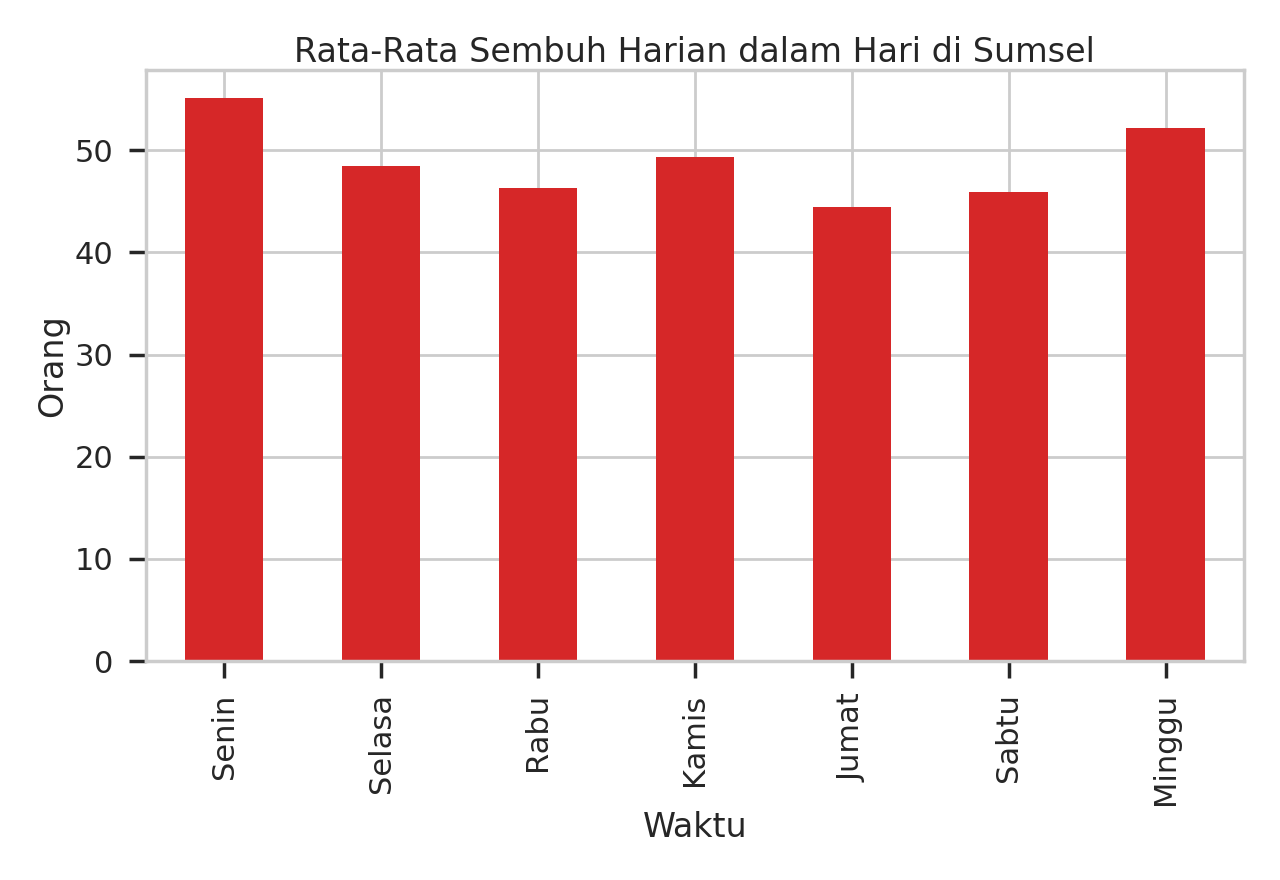 Rata-Rata Sembuh Harian dalam Hari di Sumsel
Orang
50
40
30
20
10
0
Senin
Selasa
Rabu
Kamis
Jumat
Sabtu
Minggu
Waktu